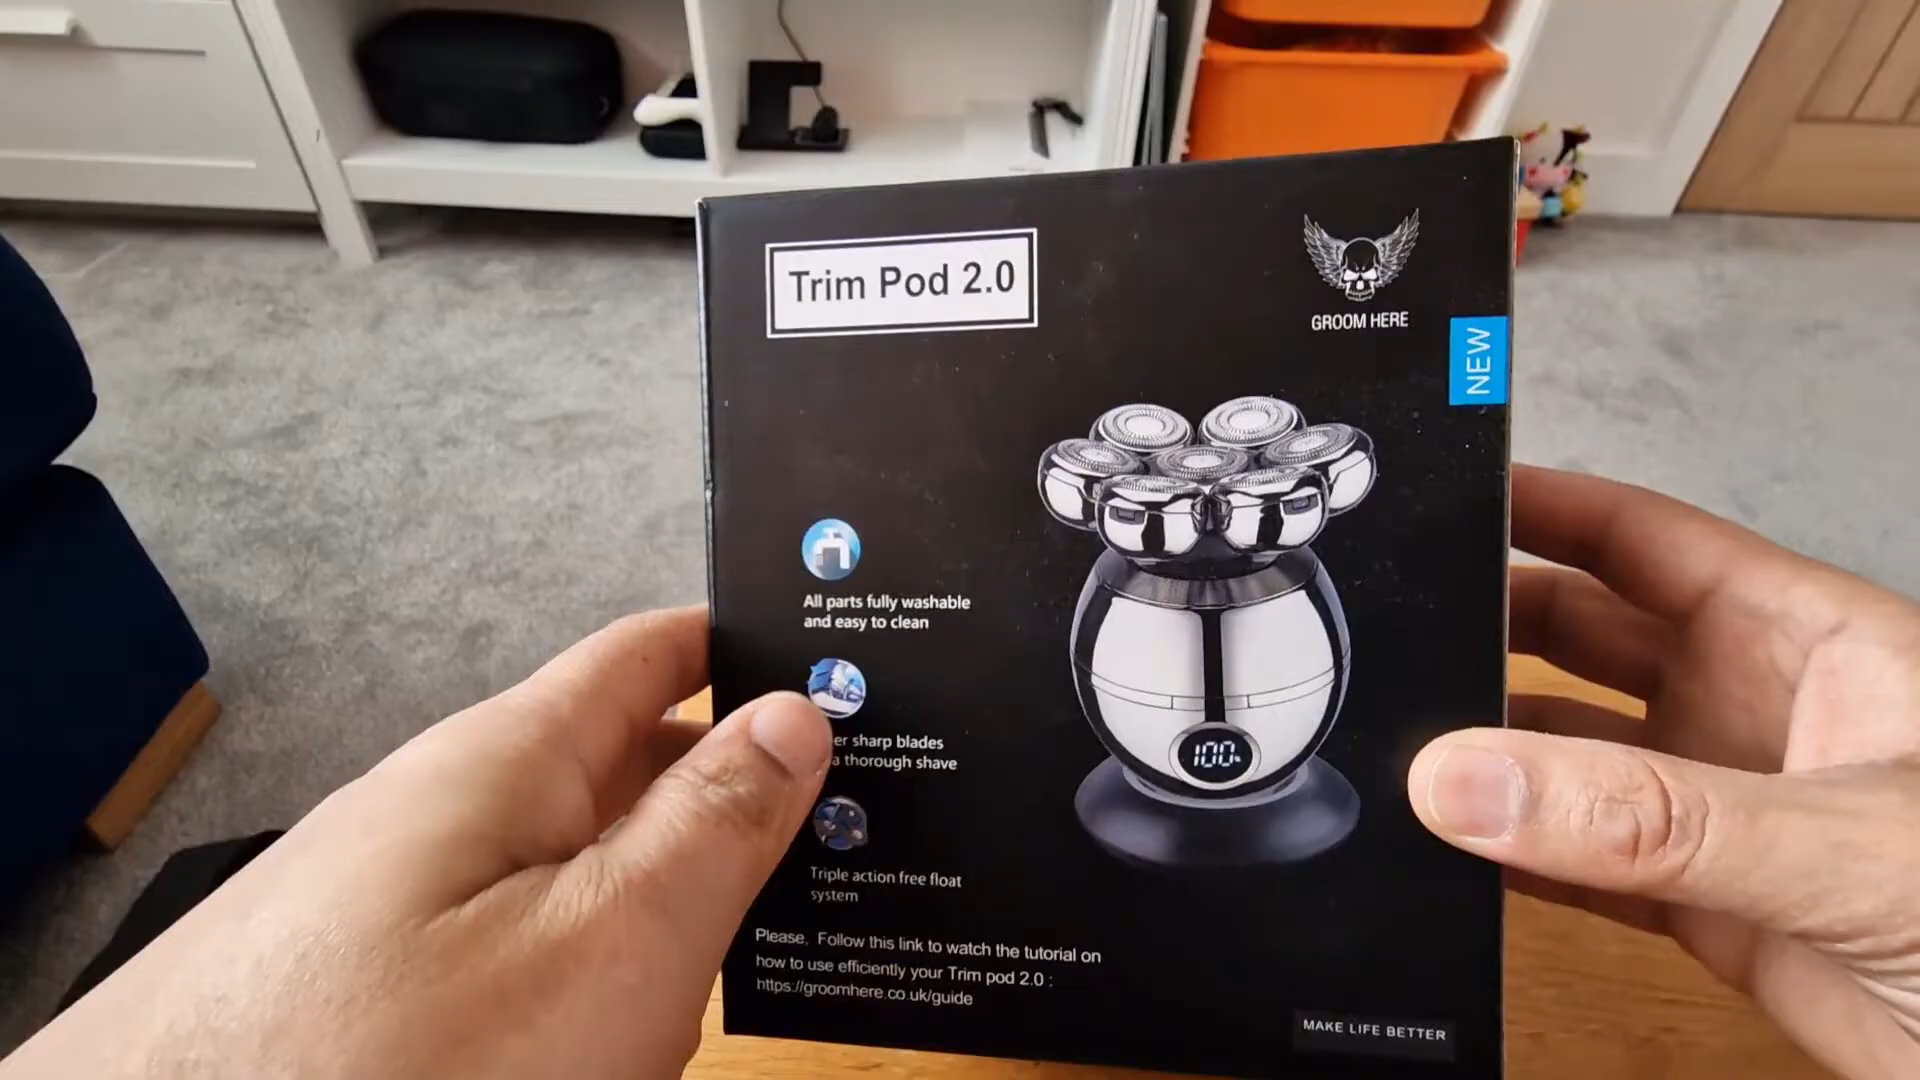 Trim Pod 2.0
GROOM HERE
NEW
All parts fully washable
and easy to clean
sharp blades
a thorough shave
Triple action free float
system
100%
Please, Follow this link to watch the tutorial on
how to use efficiently your Trim pod 2.0 :
https://groomhere.co.uk/guide
MAKE LIFE BETTER